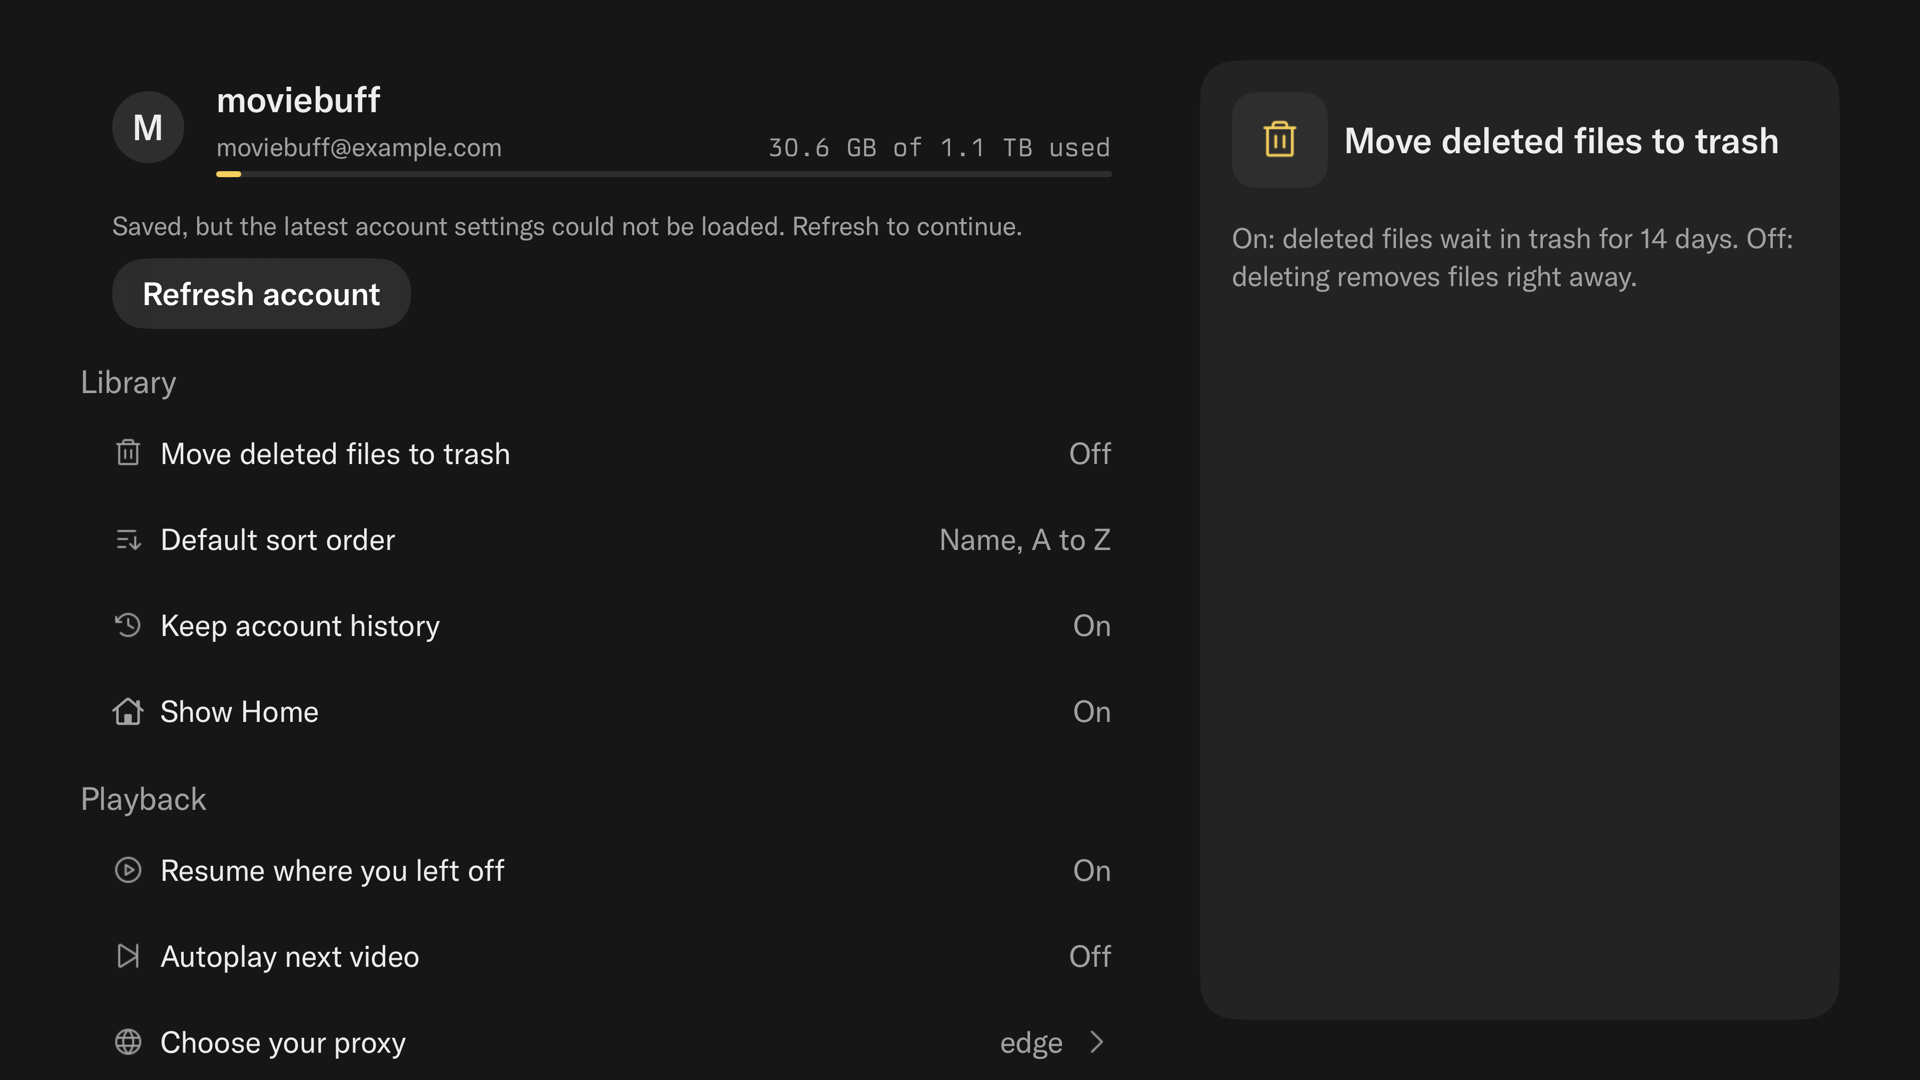 M
moviebuff
moviebuff@example.com
30.6 GB of 1.1 TB used
Saved, but the latest account settings could not be loaded. Refresh to continue.
Refresh account
Library
Move deleted files to trash
Off
Default sort order
Name, A to Z
Keep account history
On
Show Home
On
Playback
Resume where you left off
On
Autoplay next video
Off
Choose your proxy
edge
Move deleted files to trash
On: deleted files wait in trash for 14 days. Off:
deleting removes files right away.